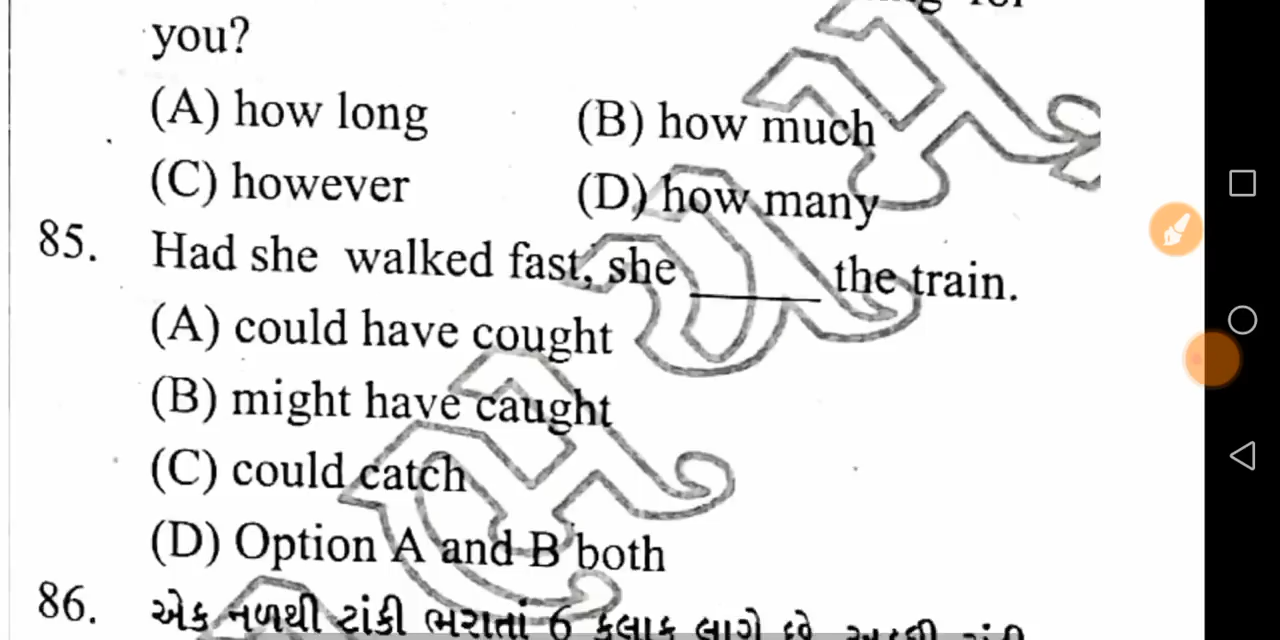 for
you?
(A) how long (B) how much
(C) however (D) how many
85. Had she walked fast, she ______ the train.
(A) could have cought
(B) might have caught
(C) could catch
(D) Option A and B both
86. એક નળથી ટાંકી ભરાતાં 6 કલાક લાગે છે